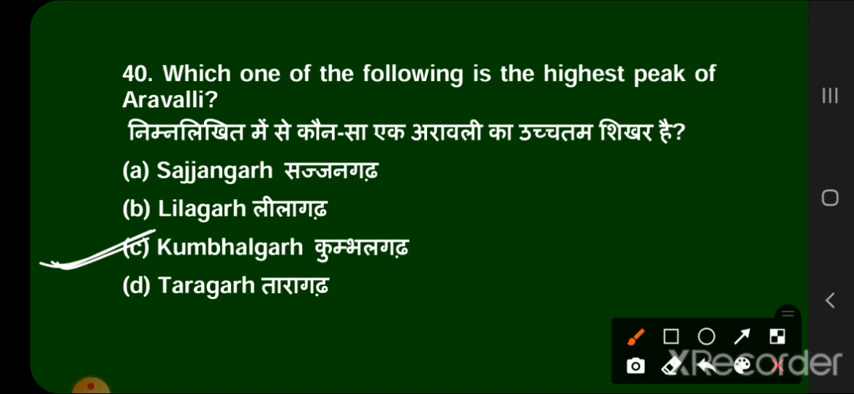 40. Which one of the following is the highest peak of
Aravalli?
निम्नलिखित में से कौन-सा एक अरावली का उच्चतम शिखर है?
(a) Sajjangarh सज्जनगढ़
(b) Lilagarh लीलागढ़
(c) Kumbhalgarh कुम्भलगढ़
(d) Taragarh तारागढ़
XRecorder